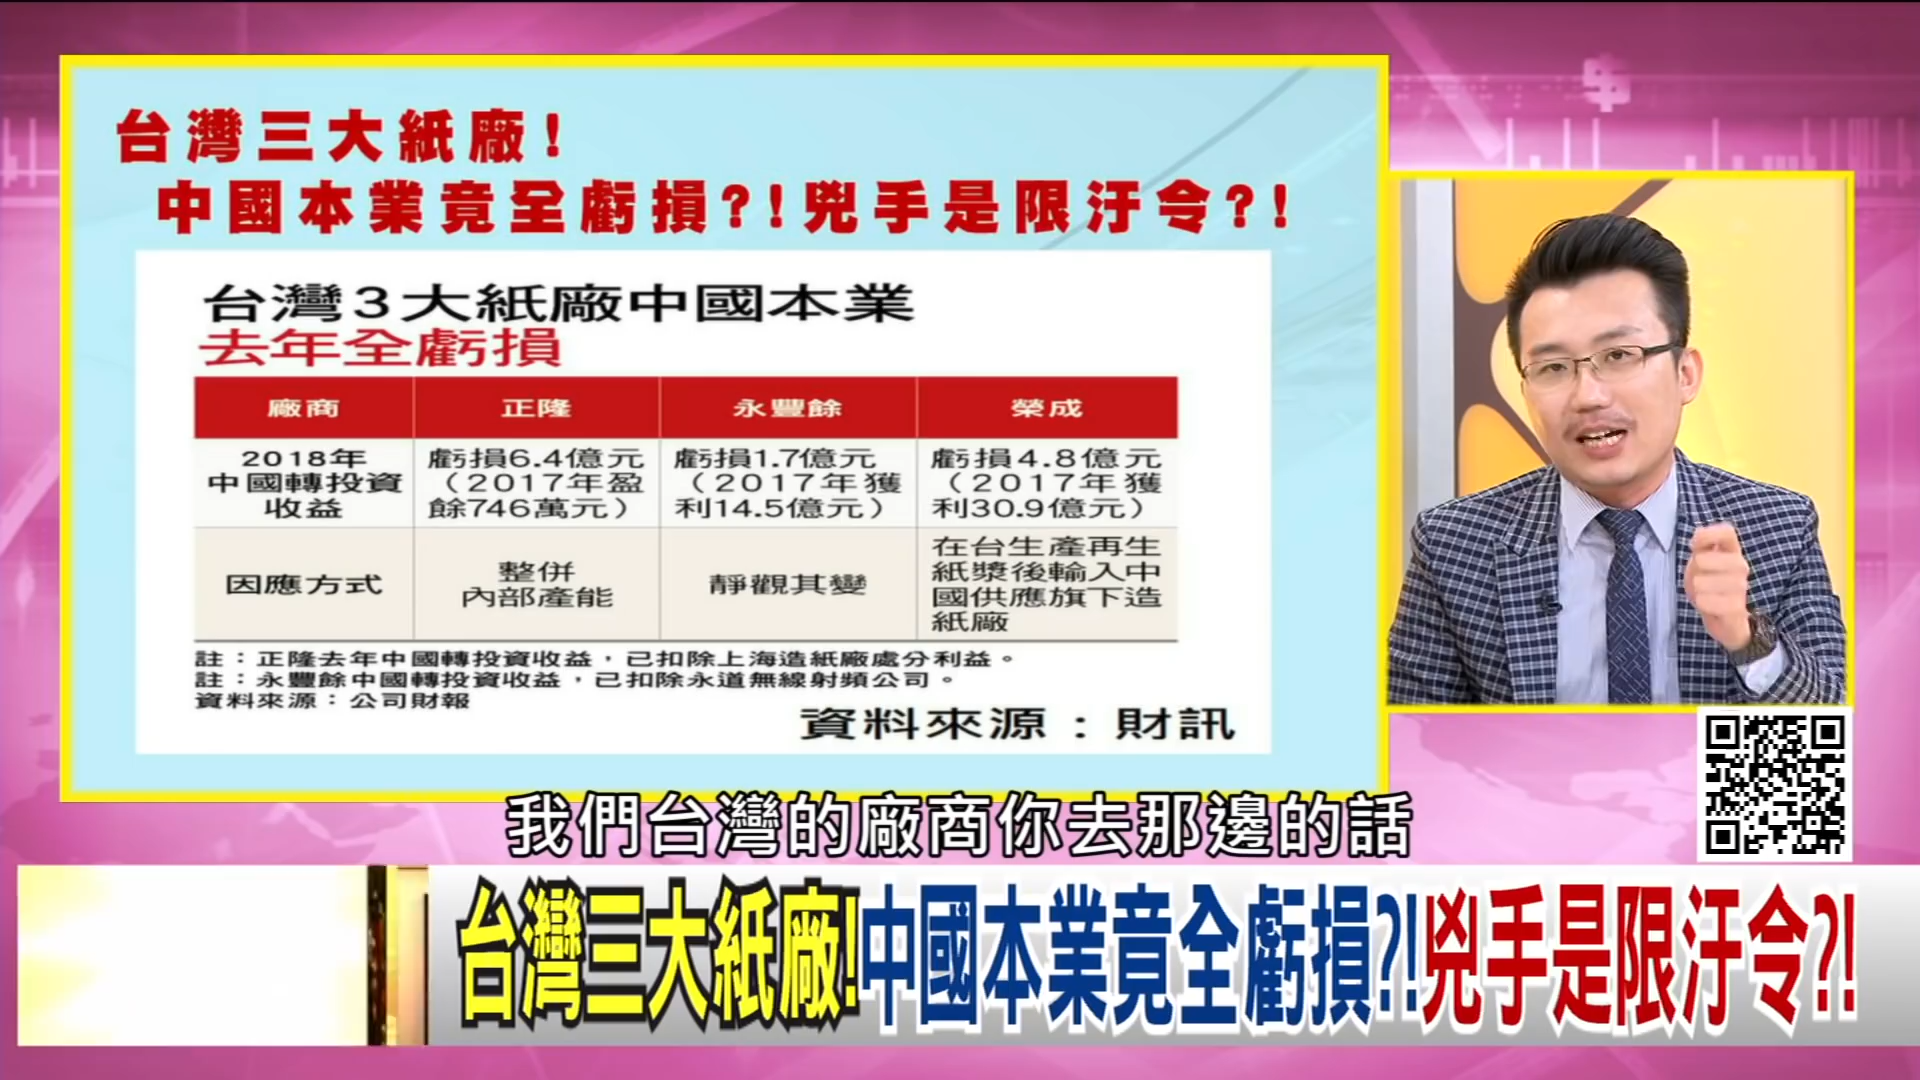 台灣三大紙廠!
中國本業竟全虧損?!兇手是限汙令?!
台灣3大紙廠中國本業
去年全虧損
廠商 正隆 永豐餘 榮成
2018年
中國轉投資
收益
虧損6.4億元
(2017年盈
餘746萬元)
虧損1.7億元
(2017年獲
利14.5億元)
虧損4.8億元
(2017年獲
利30.9億元)
因應方式
整併
內部產能
靜觀其變
在台生產再生
紙漿後輸入中
國供應旗下造
紙廠
註:正隆去年中國轉投資收益,已扣除上海造紙廠處分利益。
註:永豐餘中國轉投資收益,已扣除永道無線射頻公司。
資料來源:公司財報
資料來源:財訊
我們台灣的廠商你去那邊的話
台灣三大紙廠!中國本業竟全虧損?!兇手是限汙令?!